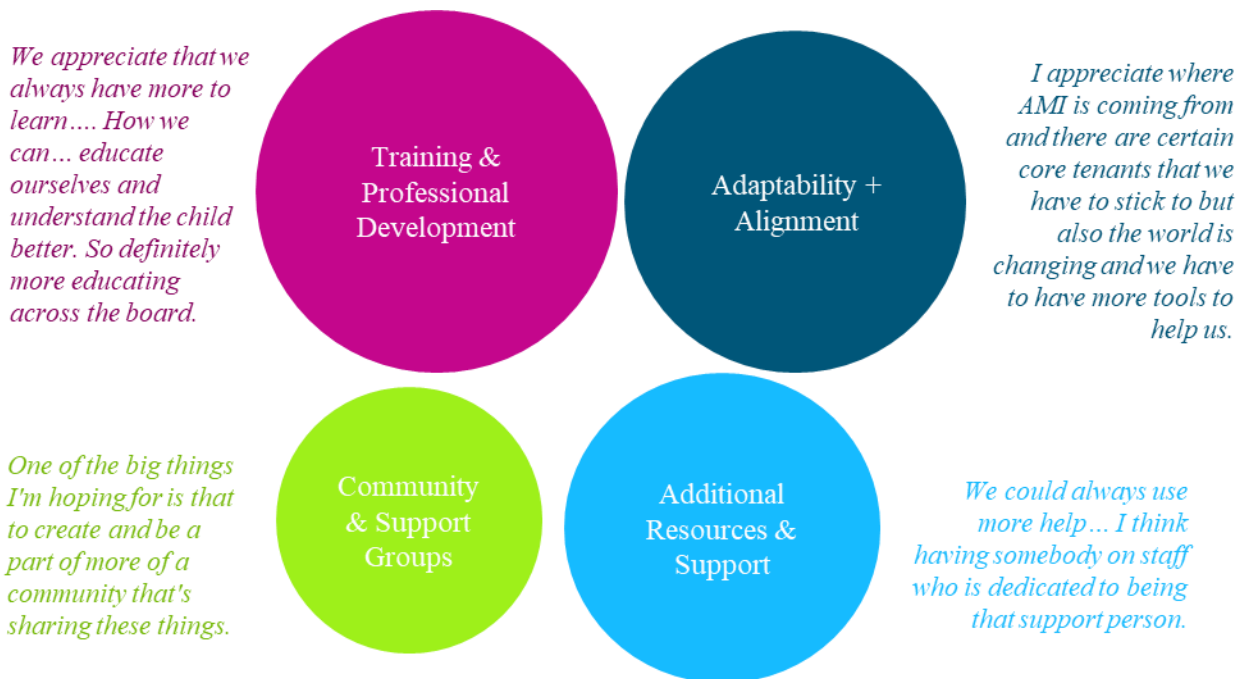 We appreciate that we
always have more to
learn…. How we
can… educate
ourselves and
understand the child
better. So definitely
more educating
across the board.
Training &
Professional
Development
Adaptability +
Alignment
I appreciate where
AMI is coming from
and there are certain
core tenants that we
have to stick to but
also the world is
changing and we have
to have more tools to
help us.
One of the big things
I'm hoping for is that
to create and be a
part of more of a
community that's
sharing these things.
Community
& Support
Groups
Additional
Resources &
Support
We could always use
more help… I think
having somebody on staff
who is dedicated to being
that support person.